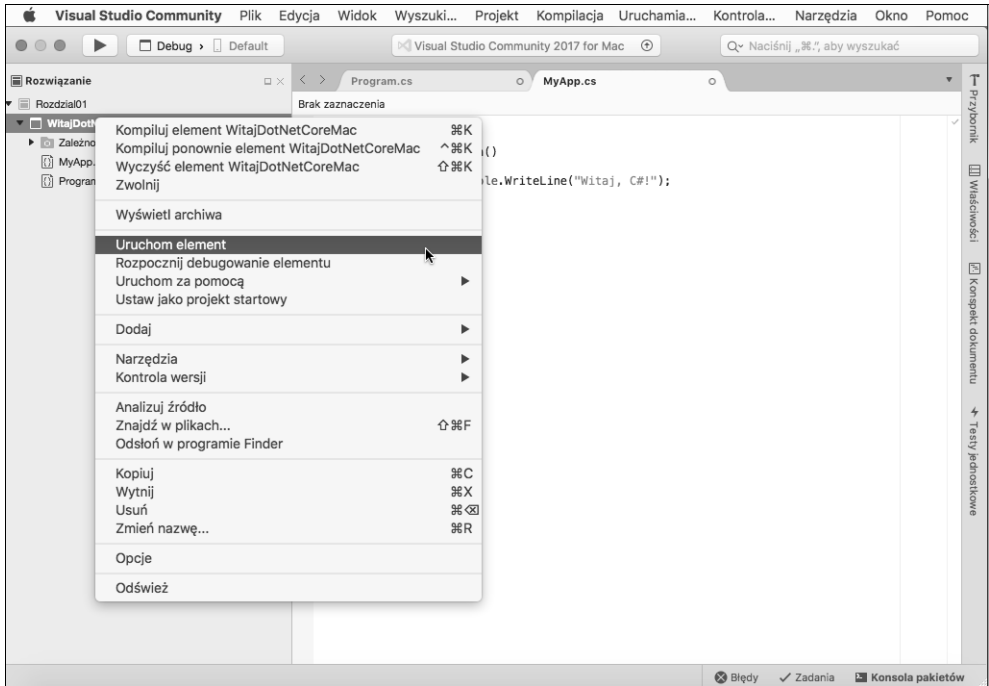 Visual Studio Community Plik Edycja Widok Wyszuki... Projekt Kompilacja Uruchamia... Kontrola... Narzędzia Okno Pomoc
Debug › Default
Visual Studio Community 2017 for Mac
Naciśnij „⌘.”, aby wyszukać
Rozwiązanie
Program.cs
MyApp.cs
Rozdzial01
Brak zaznaczenia
Kompiluj element WitajDotNetCoreMac ⌘K
Kompiluj ponownie element WitajDotNetCoreMac ^⌘K
Wyczyść element WitajDotNetCoreMac ⇧⌘K
Zwolnij
Wyświetl archiwa
Uruchom element
Rozpocznij debugowanie elementu
Uruchom za pomocą ▶
Ustaw jako projekt startowy
Dodaj ▶
Narzędzia ▶
Kontrola wersji ▶
Analizuj źródło
Znajdź w plikach... ⇧⌘F
Odsłoń w programie Finder
Kopiuj ⌘C
Wytnij ⌘X
Usuń ⌘⌫
Zmień nazwę... ⌘R
Opcje
Odśwież
WitajDotN
Zależno
MyApp.
Program
()
le.WriteLine("Witaj, C#!");
Przybornik
Właściwości
Konspekt dokumentu
Testy jednostkowe
Błędy Zadania Konsola pakietów